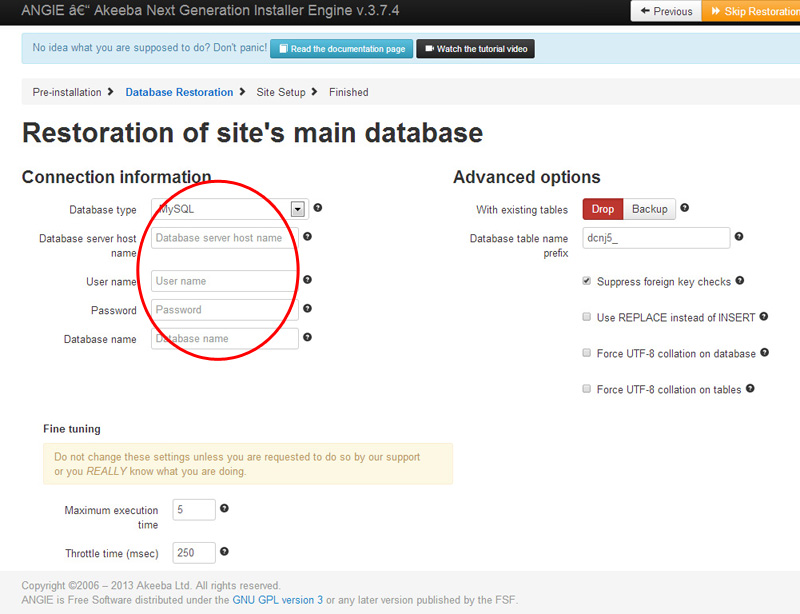 ANGIE â€“ Akeeba Next Generation Installer Engine v.3.7.4
Previous
Skip Restoration
No idea what you are supposed to do? Don't panic!
Read the documentation page
Watch the tutorial video
Pre-installation
Database Restoration
Site Setup
Finished
Restoration of site's main database
Connection information
Database type
MySQL
Database server host
name
Database server host name
User name
User name
Password
Password
Database name
Database name
Advanced options
With existing tables
Drop
Backup
Database table name
prefix
dcnj5_
Suppress foreign key checks
Use REPLACE instead of INSERT
Force UTF-8 collation on database
Force UTF-8 collation on tables
Fine tuning
Do not change these settings unless you are requested to do so by our support
or you REALLY know what you are doing.
Maximum execution
time
5
Throttle time (msec)
250
Copyright ©2006 – 2013 Akeeba Ltd. All rights reserved.
ANGIE is Free Software distributed under the GNU GPL version 3 or any later version published by the FSF.